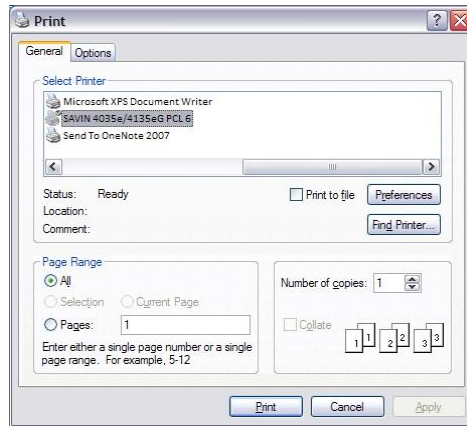 Print
General Options
Select Printer
Microsoft XPS Document Writer
SAVIN 4035e/4135eG PCL 6
Send To OneNote 2007
Status: Ready
Print to file Preferences
Location:
Comment:
Find Printer...
Page Range
All
Selection Current Page
Pages: 1
Enter either a single page number or a single
page range. For example, 5-12
Number of copies: 1
Collate
1 1 2 2 3 3
Print Cancel Apply